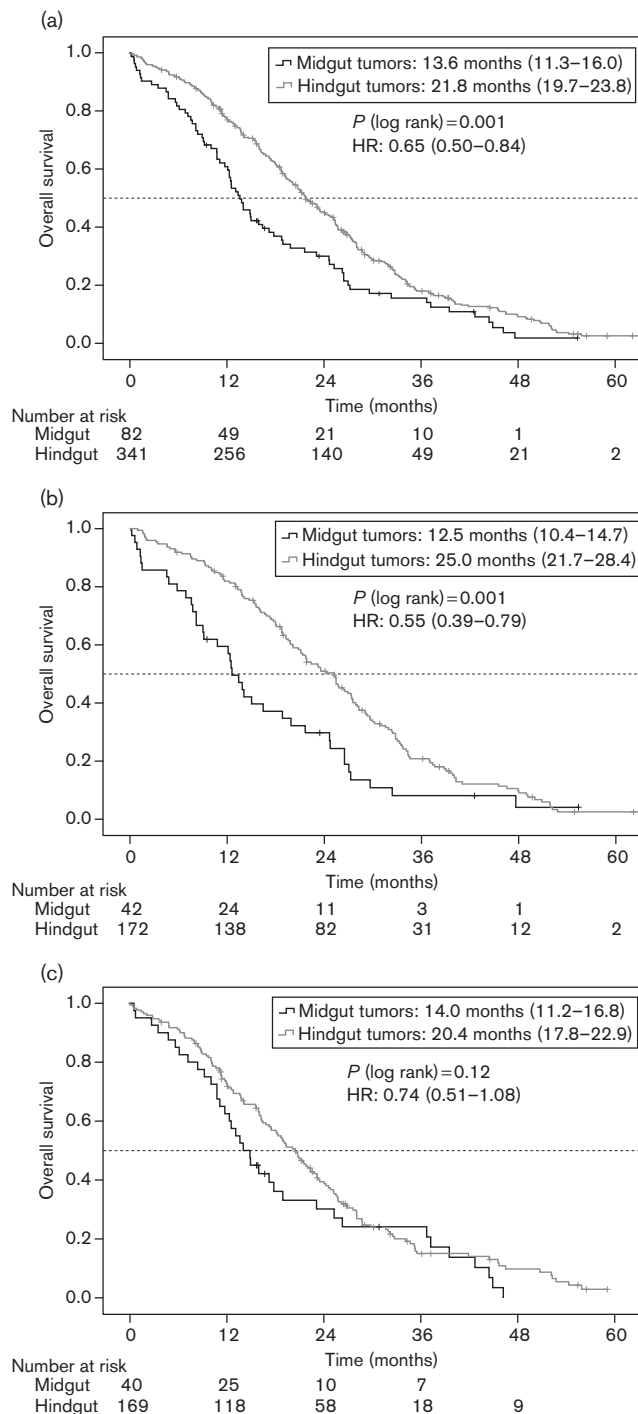 (a)
1.0
0.8
0.6
0.4
0.2
0.0
Overall survival
Midgut tumors: 13.6 months (11.3–16.0)
Hindgut tumors: 21.8 months (19.7–23.8)
P (log rank)=0.001
HR: 0.65 (0.50–0.84)
0 12 24 36 48 60
Time (months)
Number at risk
Midgut 82 49 21 10 1
Hindgut 341 256 140 49 21 2
(b)
1.0
0.8
0.6
0.4
0.2
0.0
Overall survival
Midgut tumors: 12.5 months (10.4–14.7)
Hindgut tumors: 25.0 months (21.7–28.4)
P (log rank)=0.001
HR: 0.55 (0.39–0.79)
0 12 24 36 48 60
Time (months)
Number at risk
Midgut 42 24 11 3 1
Hindgut 172 138 82 31 12 2
(c)
1.0
0.8
0.6
0.4
0.2
0.0
Overall survival
Midgut tumors: 14.0 months (11.2–16.8)
Hindgut tumors: 20.4 months (17.8–22.9)
P (log rank)=0.12
HR: 0.74 (0.51–1.08)
0 12 24 36 48 60
Time (months)
Number at risk
Midgut 40 25 10 7
Hindgut 169 118 58 18 9